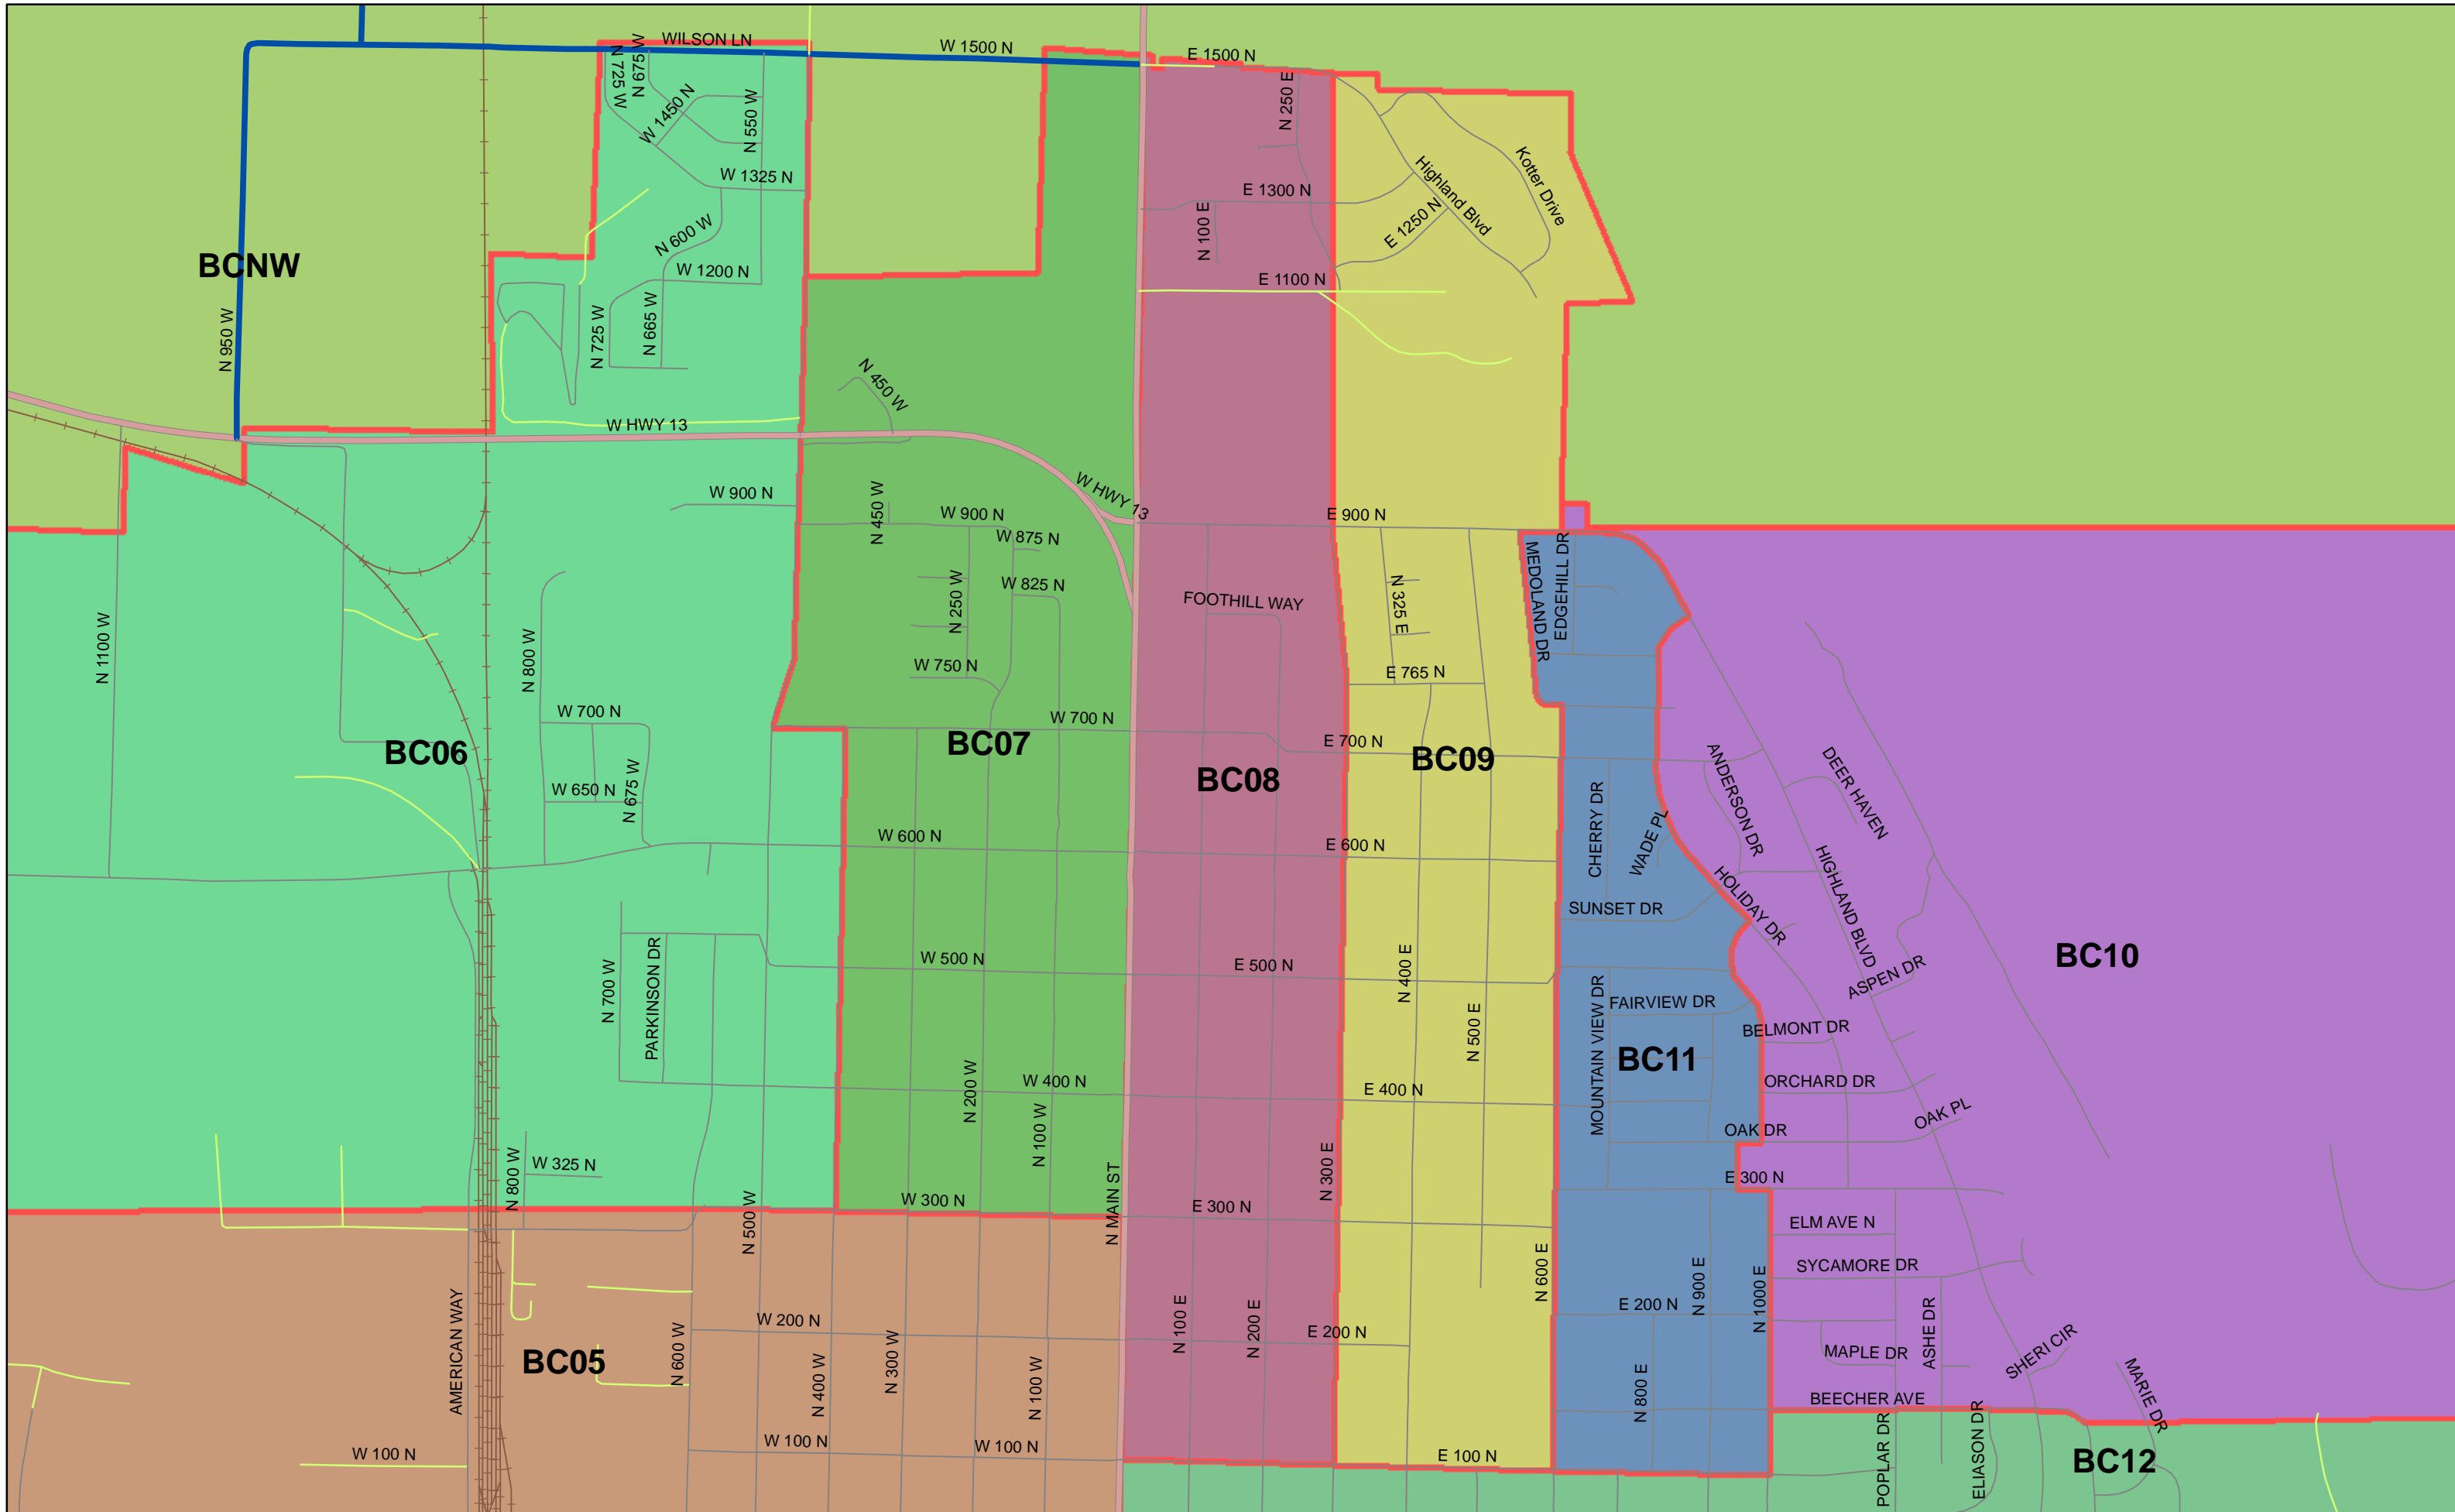 WILSON LN
W 1500 N
E 1500 N
N 725 W
N 675 W
W 1450 N
N 550 W
N 250 E
Kotter Drive
Highland Blvd
W 1325 N
E 1300 N
N 100 E
E 1250 N
N 600 W
BCNW
W 1200 N
E 1100 N
N 950 W
N 725 W
N 665 W
N 450 W
W HWY 13
W HWY 13
W 900 N
N 450 W
W 900 N
E 900 N
W 875 N
MEDOLAND DR
EDGEHILL DR
W 825 N
N 250 W
FOOTHILL WAY
N 325 E
N 1100 W
N 800 W
W 750 N
E 765 N
W 700 N
W 700 N
E 700 N
BC06
BC07
BC08
BC09
ANDERSON DR
DEER HAVEN
W 650 N
N 675 W
CHERRY DR
WADE PL
W 600 N
E 600 N
HIGHLAND BLVD
HOLIDAY DR
SUNSET DR
W 500 N
E 500 N
N 400 E
BC10
ASPEN DR
N 700 W
PARKINSON DR
MOUNTAIN VIEW DR
FAIRVIEW DR
N 500 E
BELMONT DR
BC11
W 400 N
E 400 N
ORCHARD DR
N 200 W
N 100 W
OAK PL
OAK DR
W 325 N
N 800 W
N 300 E
E 300 N
N MAIN ST
W 300 N
E 300 N
N 500 W
ELM AVE N
SYCAMORE DR
N 600 E
N 900 E
N 1000 E
E 200 N
W 200 N
N 100 E
N 200 E
E 200 N
AMERICAN WAY
BC05
N 600 W
N 400 W
N 300 W
N 100 W
N 800 E
ASHE DR
MAPLE DR
SHERI CIR
MARIE DR
BEECHER AVE
W 100 N
W 100 N
W 100 N
E 100 N
POPLAR DR
ELIASON DR
BC12